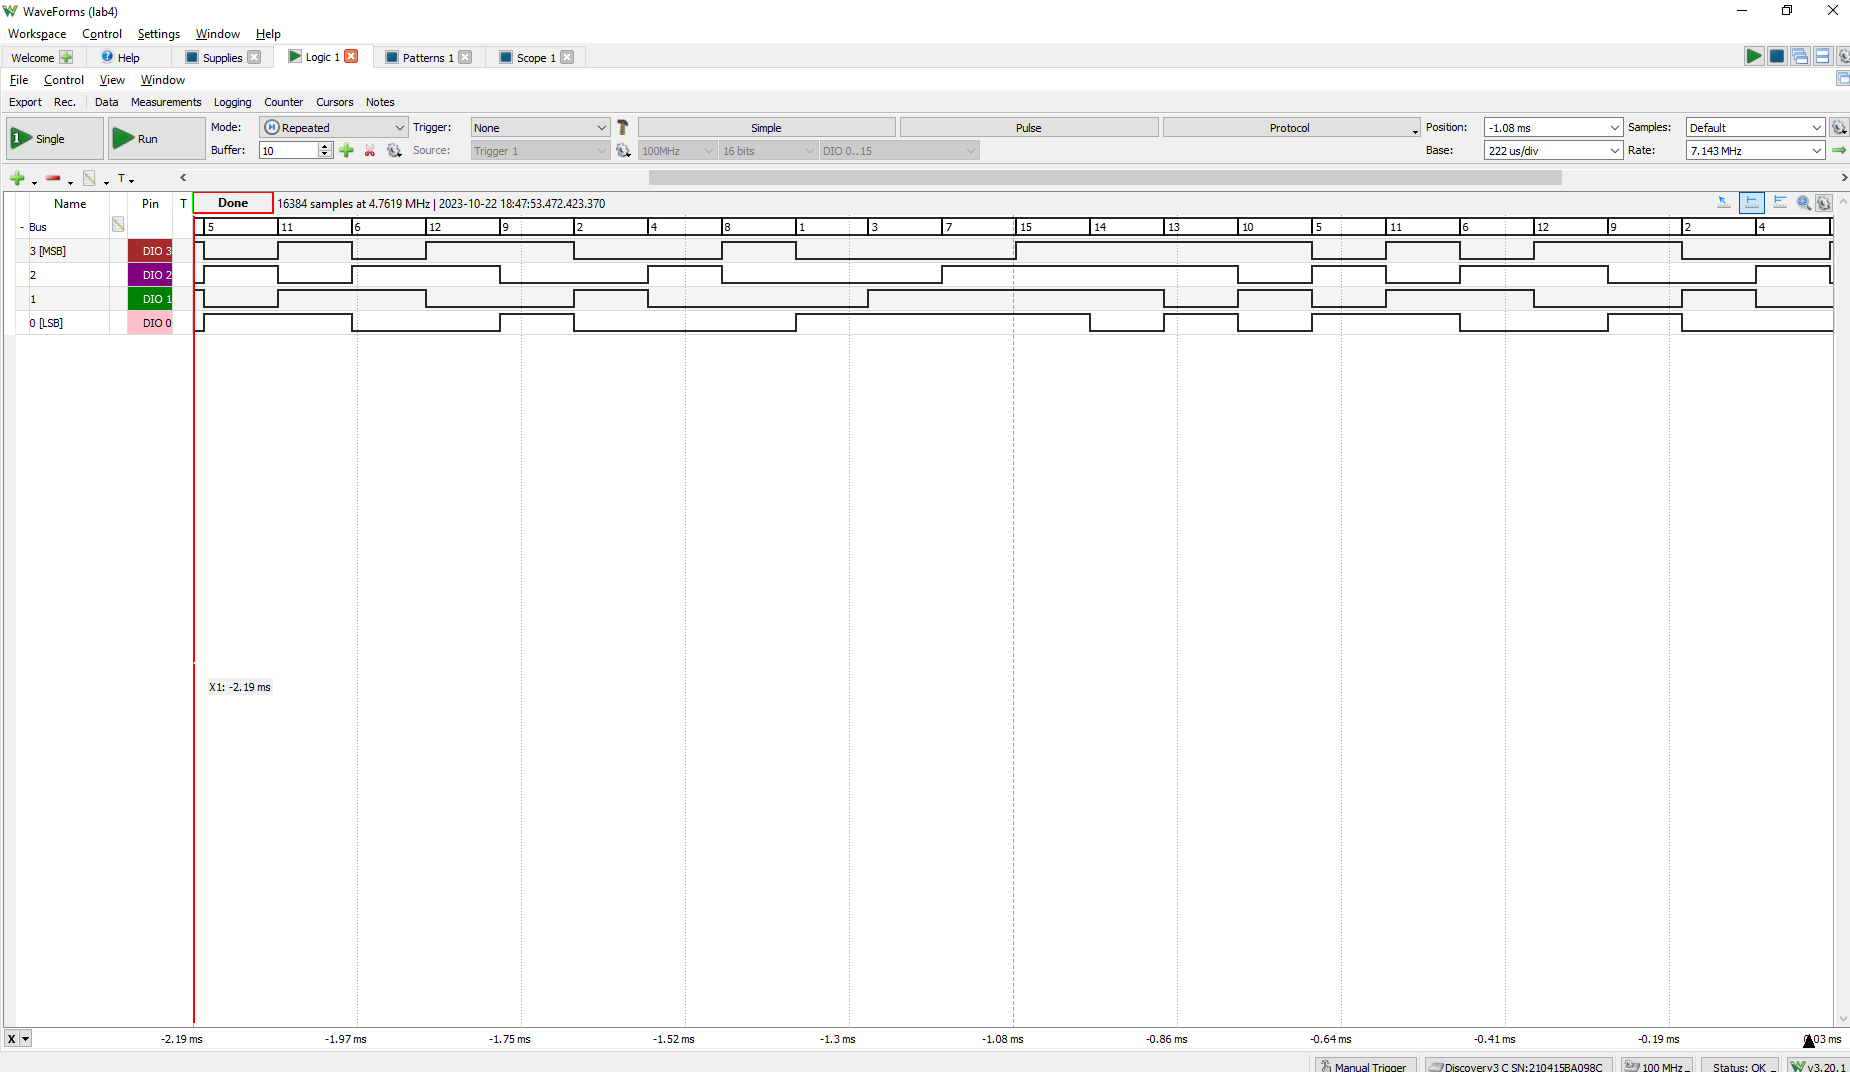 WaveForms (lab4)
Workspace Control Settings Window Help
Welcome Help Supplies Logic 1 Patterns 1 Scope 1
File Control View Window
Export Rec. Data Measurements Logging Counter Cursors Notes
1 Single Run Mode: Repeated Trigger: None Simple Pulse Protocol Position: -1.08 ms Samples: Default
Buffer: 10 Source: Trigger 1 100MHz 16 bits DIO 0..15 Base: 222 us/div Rate: 7.143 MHz
T
Name Pin T Done 16384 samples at 4.7619 MHz | 2023-10-22 18:47:53.472.423.370
- Bus 5 11 6 12 9 2 4 8 1 3 7 15 14 13 10 5 11 6 12 9 2 4
3 [MSB] DIO 3
2 DIO 2
1 DIO 1
0 [LSB] DIO 0
X1: -2.19 ms
X -2.19 ms -1.97 ms -1.75 ms -1.52 ms -1.3 ms -1.08 ms -0.86 ms -0.64 ms -0.41 ms -0.19 ms 0.03 ms
Manual Trigger Discovery3 C SN:210415BA098C 100 MHz Status: OK v3.20.1